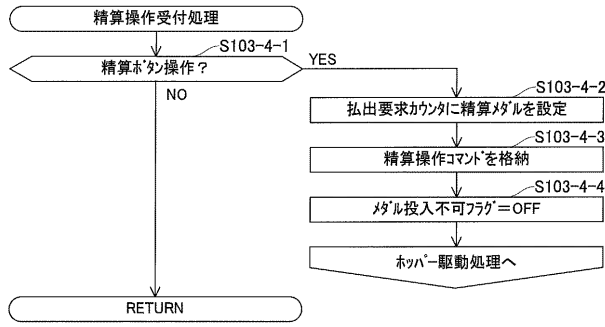 精算操作受付処理
S103-4-1
精算ﾎﾞﾀﾝ操作？
YES
NO
S103-4-2
払出要求ｶｳﾝﾀに精算ﾒﾀﾞﾙを設定
S103-4-3
精算操作ｺﾏﾝﾄﾞを格納
S103-4-4
ﾒﾀﾞﾙ投入不可ﾌﾗｸﾞ＝OFF
ﾎｯﾊﾟｰ駆動処理へ
RETURN